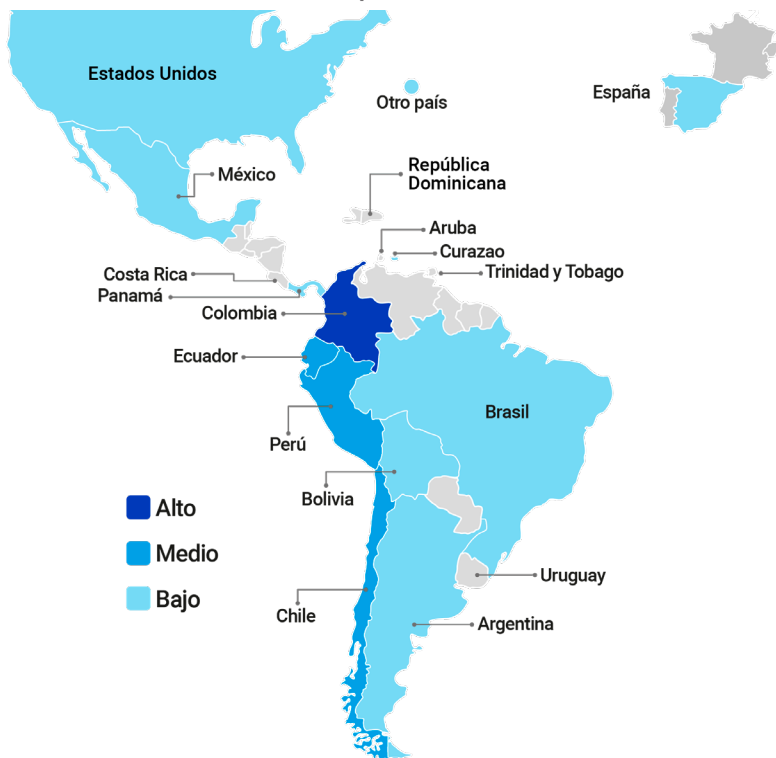 Estados Unidos
Otro país
España
México
República
Dominicana
Aruba
Curazao
Trinidad y Tobago
Costa Rica
Panamá
Colombia
Ecuador
Brasil
Perú
Bolivia
Alto
Medio
Bajo
Uruguay
Chile
Argentina